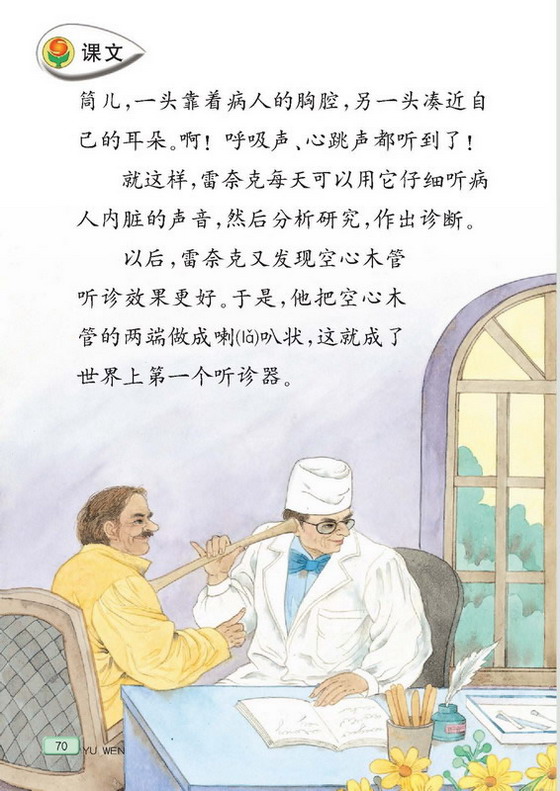 课文
筒儿，一头靠着病人的胸腔，另一头凑近自
己的耳朵。啊！呼吸声、心跳声都听到了！
就这样，雷奈克每天可以用它仔细听病
人内脏的声音，然后分析研究，作出诊断。
以后，雷奈克又发现空心木管
听诊效果更好。于是，他把空心木
管的两端做成喇(lǎ)叭状，这就成了
世界上第一个听诊器。
70
YU WEN